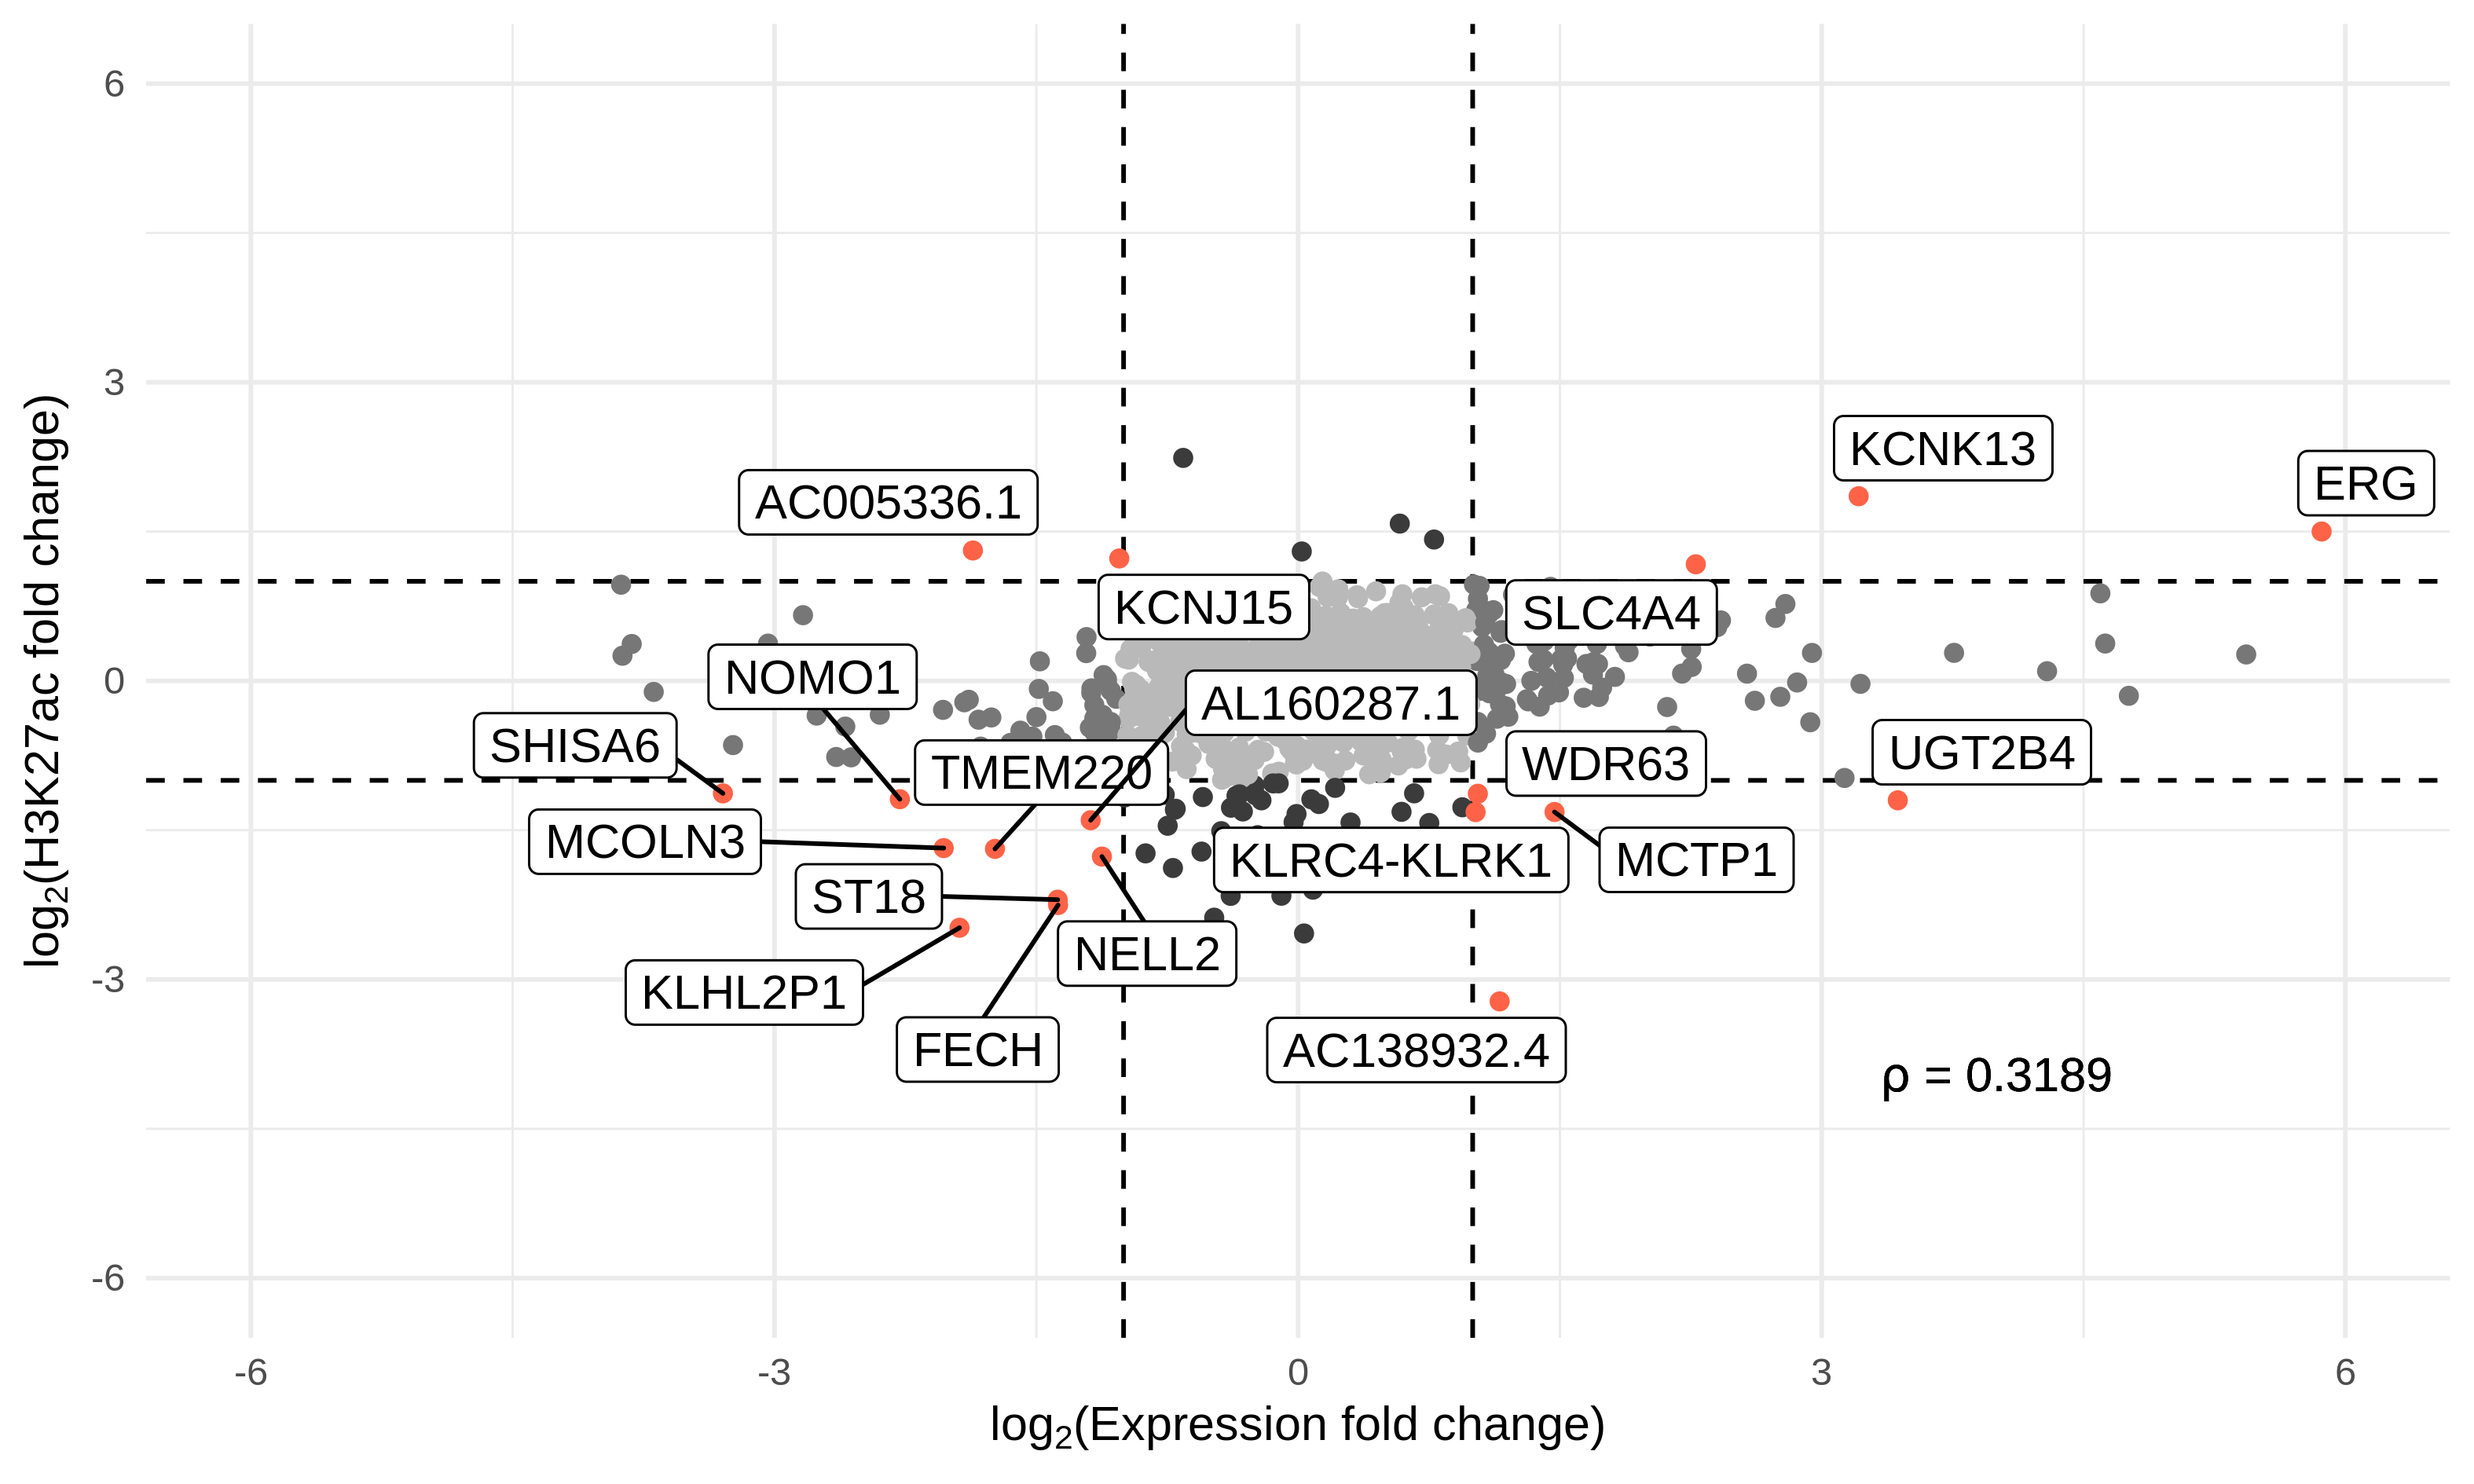 6
3
0
-3
-6
log2(H3K27ac fold change)
KCNK13
ERG
AC005336.1
KCNJ15
SLC4A4
NOMO1
AL160287.1
SHISA6
TMEM220
WDR63
UGT2B4
MCOLN3
KLRC4-KLRK1
MCTP1
ST18
NELL2
KLHL2P1
FECH
AC138932.4
ρ = 0.3189
-6
-3
0
3
6
log2(Expression fold change)